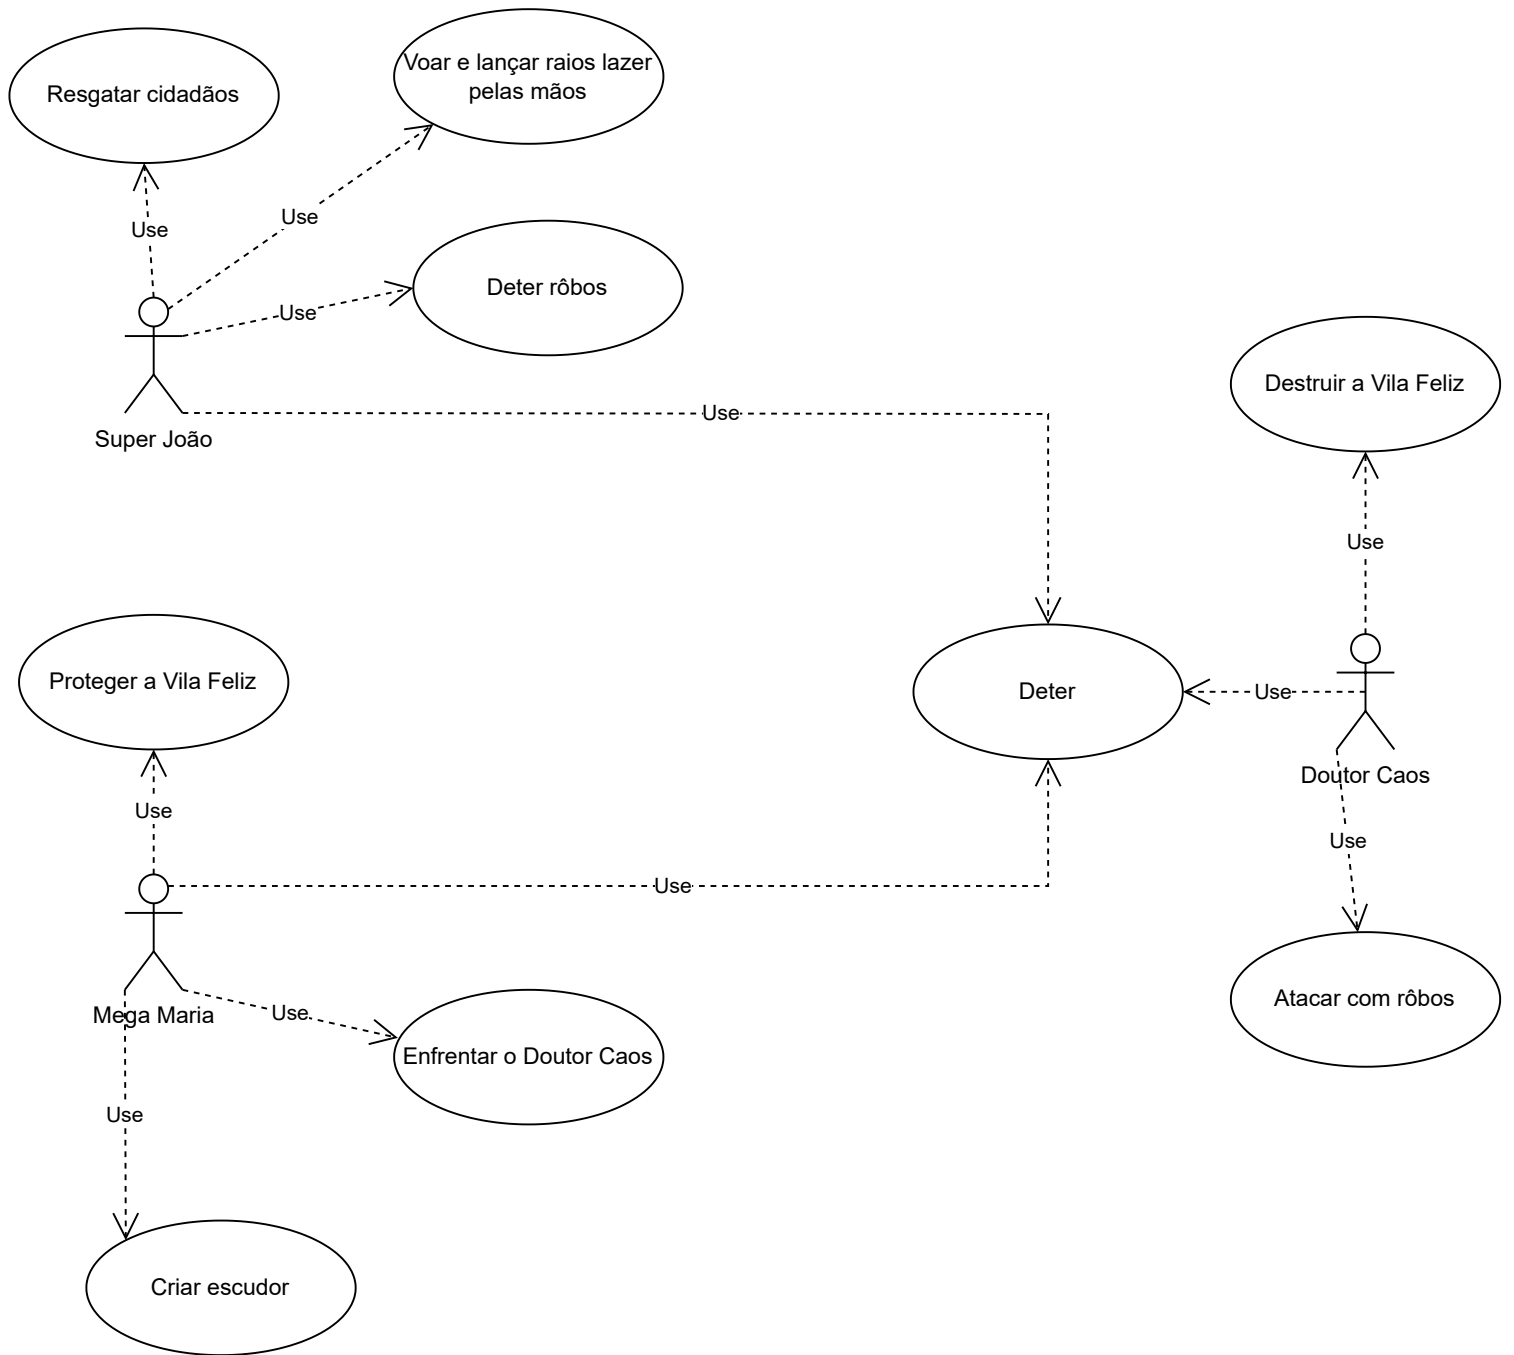 Voar e lançar raios lazer
pelas mãos
Resgatar cidadãos
Use
Use
Deter rôbos
Use
Super João
Use
Destruir a Vila Feliz
Use
Proteger a Vila Feliz
Deter
Use
Doutor Caos
Use
Use
Use
Mega Maria
Use
Enfrentar o Doutor Caos
Atacar com rôbos
Use
Criar escudor